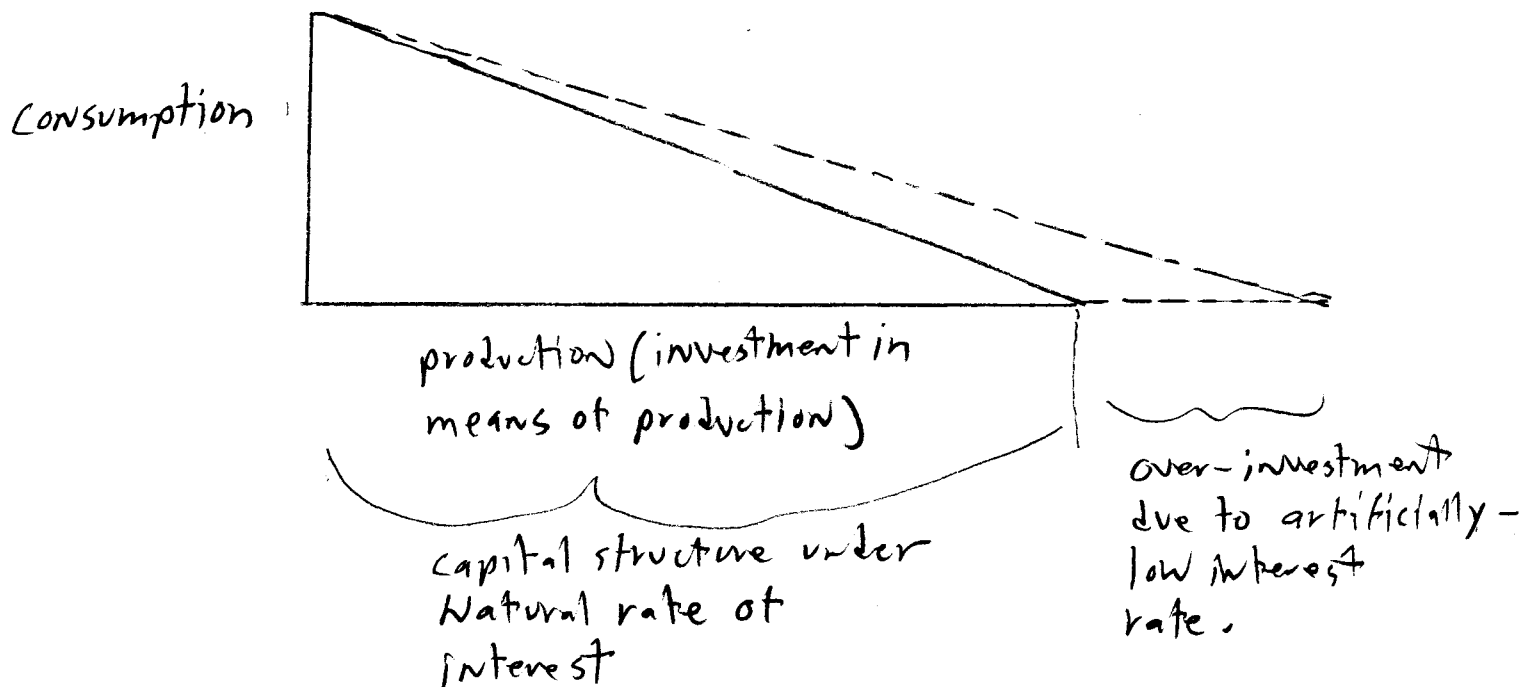 Consumption
production (investment in
means of production)
capital structure under
Natural rate of
interest
over-investment
due to artificially-
low interest
rate.